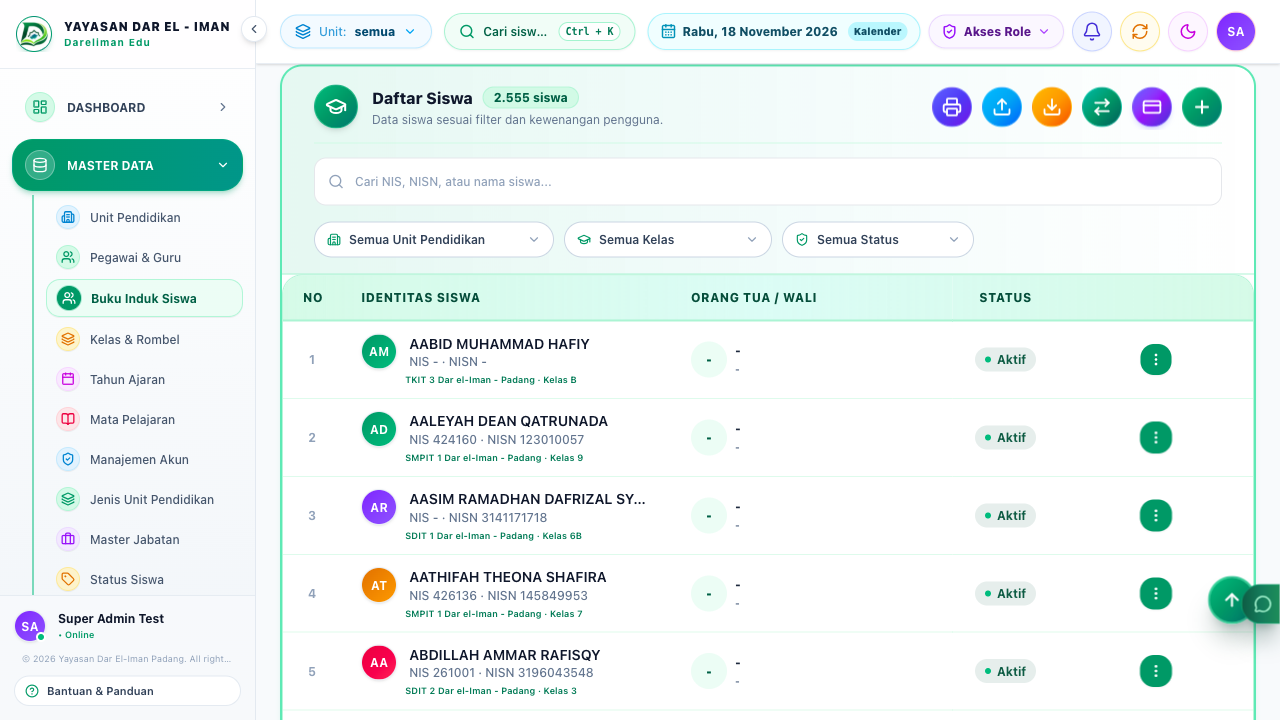 YAYASAN DAR EL - IMAN
Dareliman Edu
Unit: semua
Cari sisw...
Ctrl + K
Rabu, 18 November 2026
Kalender
Akses Role
SA
DASHBOARD
MASTER DATA
Unit Pendidikan
Pegawai & Guru
Buku Induk Siswa
Kelas & Rombel
Tahun Ajaran
Mata Pelajaran
Manajemen Akun
Jenis Unit Pendidikan
Master Jabatan
Status Siswa
SA
Super Admin Test
• Online
© 2026 Yayasan Dar El-Iman Padang. All right...
Bantuan & Panduan
Daftar Siswa
2.555 siswa
Data siswa sesuai filter dan kewenangan pengguna.
Cari NIS, NISN, atau nama siswa...
Semua Unit Pendidikan
Semua Kelas
Semua Status
NO IDENTITAS SISWA ORANG TUA / WALI STATUS
1
AM
AABID MUHAMMAD HAFIY
NIS - · NISN -
TKIT 3 Dar el-Iman - Padang · Kelas B
-
-
-
Aktif
2
AD
AALEYAH DEAN QATRUNADA
NIS 424160 · NISN 123010057
SMPIT 1 Dar el-Iman - Padang · Kelas 9
-
-
-
Aktif
3
AR
AASIM RAMADHAN DAFRIZAL SY...
NIS - · NISN 3141171718
SDIT 1 Dar el-Iman - Padang · Kelas 6B
-
-
-
Aktif
4
AT
AATHIFAH THEONA SHAFIRA
NIS 426136 · NISN 145849953
SMPIT 1 Dar el-Iman - Padang · Kelas 7
-
-
-
Aktif
5
AA
ABDILLAH AMMAR RAFISQY
NIS 261001 · NISN 3196043548
SDIT 2 Dar el-Iman - Padang · Kelas 3
-
-
-
Aktif